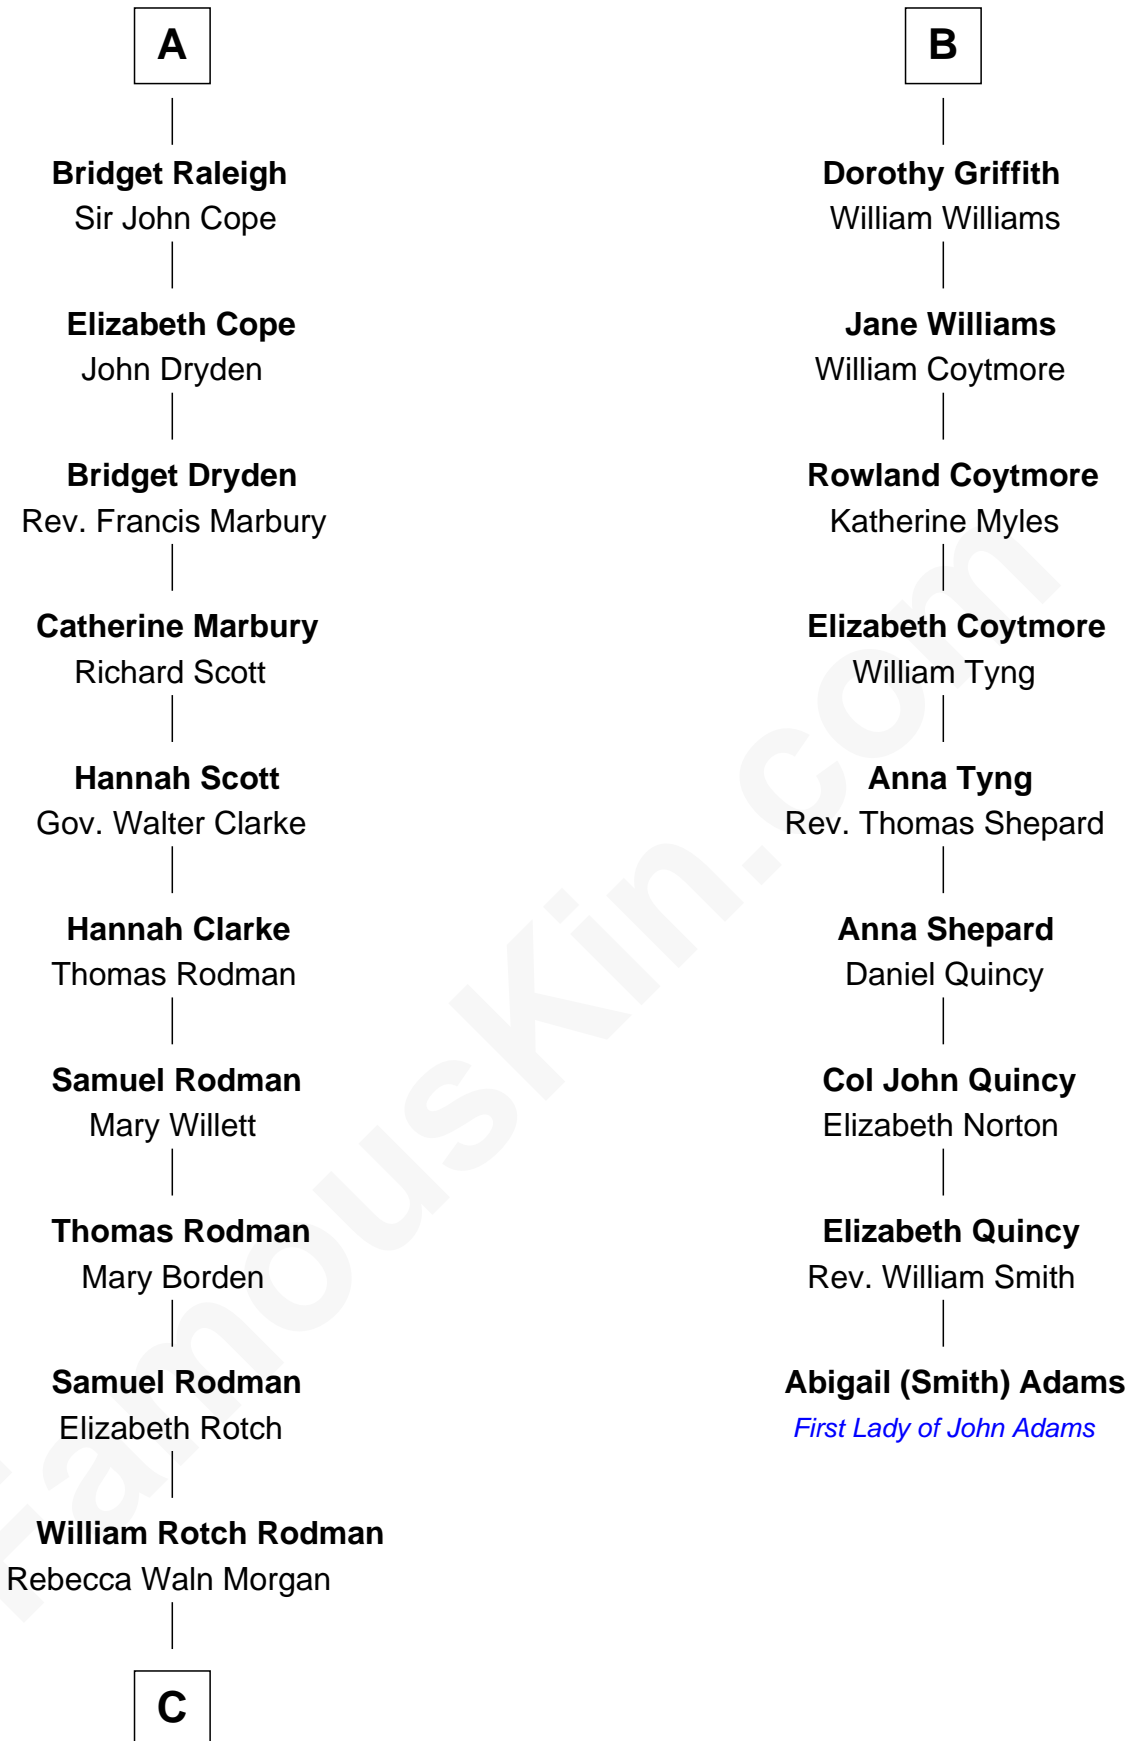 A
Bridget Raleigh
Sir John Cope
Elizabeth Cope
John Dryden
Bridget Dryden
Rev. Francis Marbury
Catherine Marbury
Richard Scott
Hannah Scott
Gov. Walter Clarke
Hannah Clarke
Thomas Rodman
Samuel Rodman
Mary Willett
Thomas Rodman
Mary Borden
Samuel Rodman
Elizabeth Rotch
William Rotch Rodman
Rebecca Waln Morgan
C
B
Dorothy Griffith
William Williams
Jane Williams
William Coytmore
Rowland Coytmore
Katherine Myles
Elizabeth Coytmore
William Tyng
Anna Tyng
Rev. Thomas Shepard
Anna Shepard
Daniel Quincy
Col John Quincy
Elizabeth Norton
Elizabeth Quincy
Rev. William Smith
Abigail (Smith) Adams
First Lady of John Adams
FamousKin.com